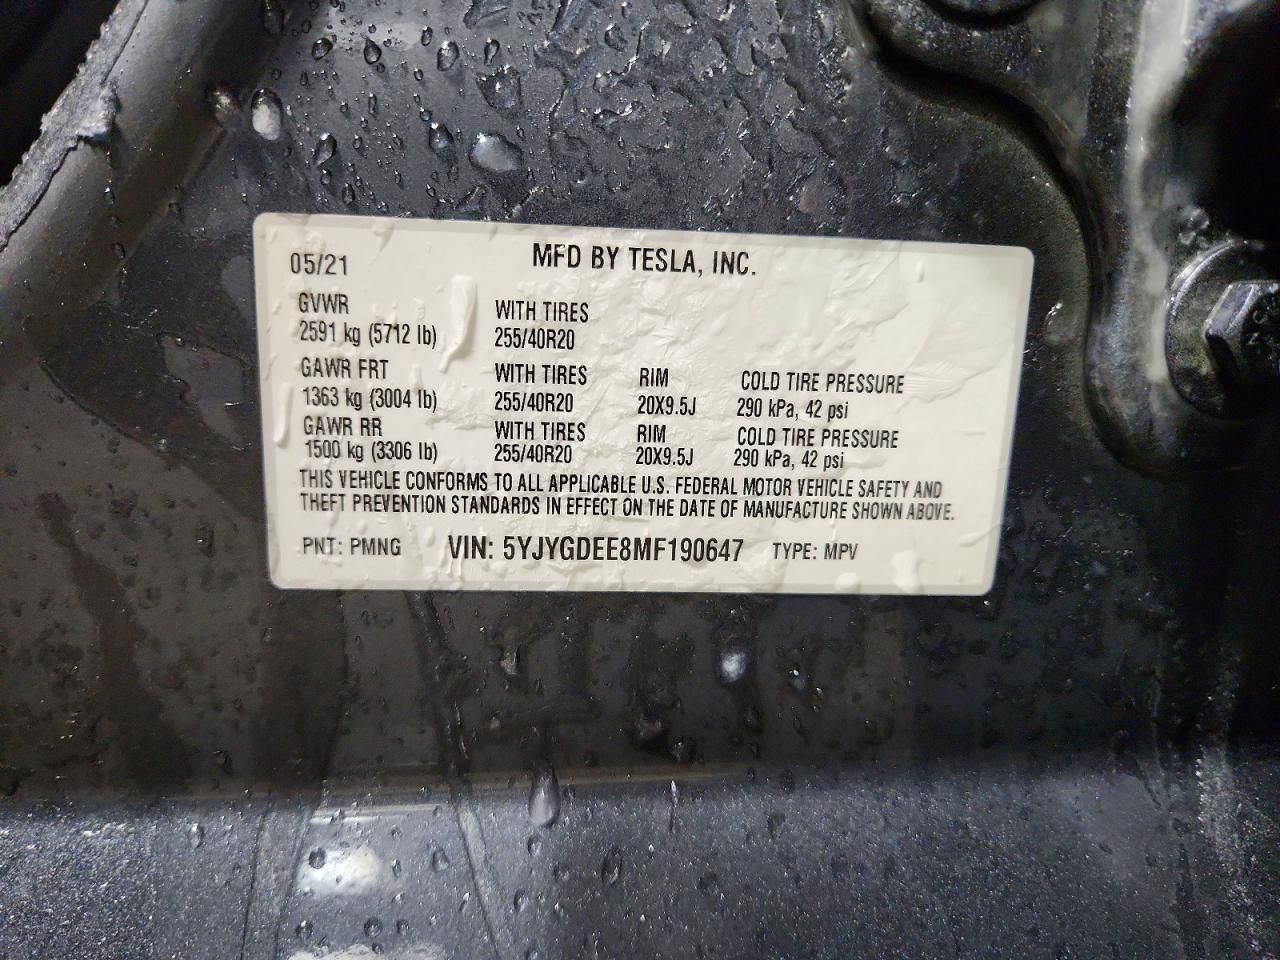 05/21 MFD BY TESLA, INC.
GVWR WITH TIRES
2591 kg (5712 lb) 255/40R20
GAWR FRT WITH TIRES RIM COLD TIRE PRESSURE
1363 kg (3004 lb) 255/40R20 20X9.5J 290 kPa, 42 psi
GAWR RR WITH TIRES RIM COLD TIRE PRESSURE
1500 kg (3306 lb) 255/40R20 20X9.5J 290 kPa, 42 psi
THIS VEHICLE CONFORMS TO ALL APPLICABLE U.S. FEDERAL MOTOR VEHICLE SAFETY AND
THEFT PREVENTION STANDARDS IN EFFECT ON THE DATE OF MANUFACTURE SHOWN ABOVE.
PNT: PMNG VIN: 5YJYGDEE8MF190647 TYPE: MPV